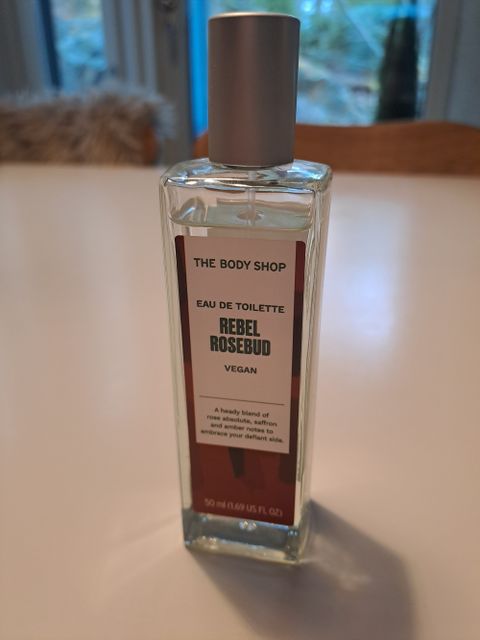 THE BODY SHOP
EAU DE TOILETTE
REBEL
ROSEBUD
VEGAN
A heady blend of
rose absolute, saffron
and amber notes to
embrace your defiant side.
50 ml (1.69 US FL OZ)